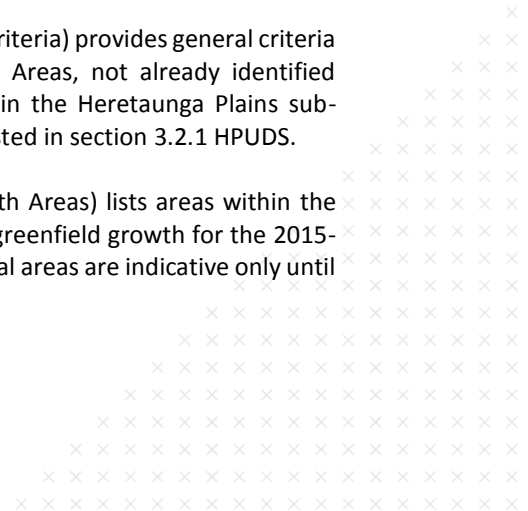 riteria) provides general criteria
Areas, not already identified
in the Heretaunga Plains sub-
sted in section 3.2.1 HPUDS.
th Areas) lists areas within the
greenfield growth for the 2015-
al areas are indicative only until